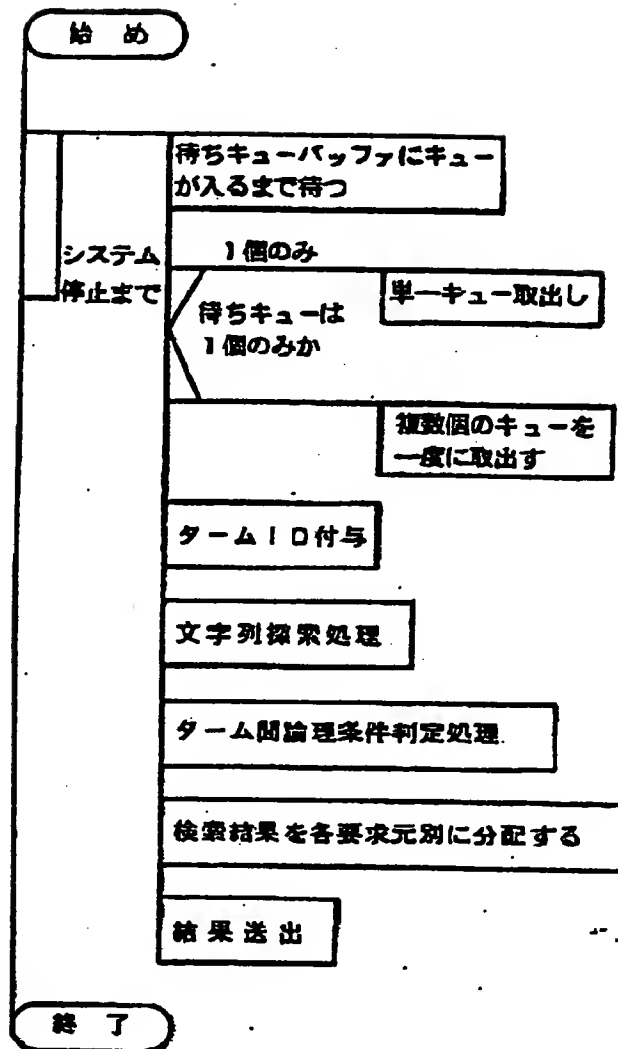 始め
待ちキューバッファにキュー
が入るまで待つ
システム
停止まで
1個のみ
待ちキューは
1個のみか
単一キュー取出し
複数個のキューを
一度に取出す
タームID付与
文字列探索処理
ターム間論理条件判定処理
検索結果を各要求元別に分配する
結果送出
終了